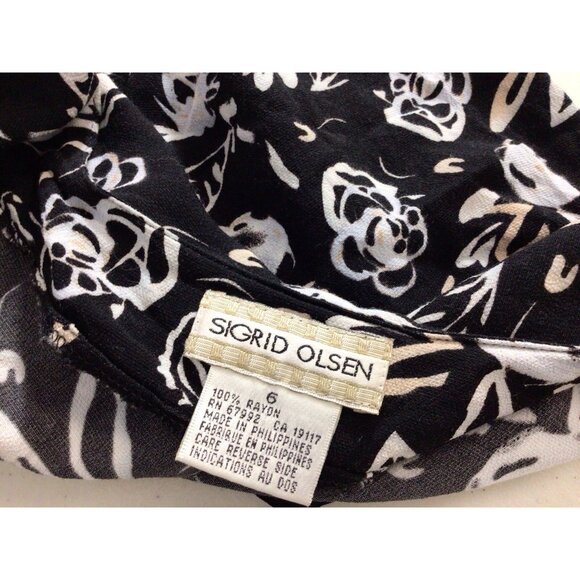 SIGRID OLSEN
6
100% RAYON
RN 67992 CA 19117
MADE IN PHILIPPINES
FABRIQUE EN PHILIPPINES
CARE REVERSE SIDE
INDICATIONS AU DOS